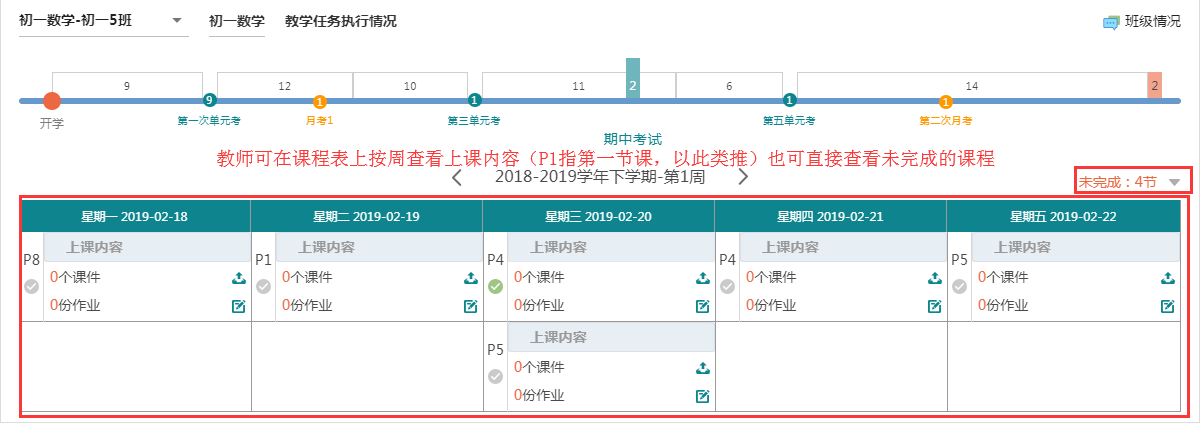 初一数学-初一5班 初一数学 教学任务执行情况 班级情况
9 12 10 11 2 6 14 2
9 1 1 1 1
开学 第一次单元考 月考1 第三单元考 第五单元考 第二次月考
期中考试
教师可在课程表上按周查看上课内容（P1指第一节课，以此类推）也可直接查看未完成的课程
2018-2019学年下学期-第1周
未完成：4节
星期一 2019-02-18 星期二 2019-02-19 星期三 2019-02-20 星期四 2019-02-21 星期五 2019-02-22
P8 上课内容 P1 上课内容 P4 上课内容 P4 上课内容 P5 上课内容
0个课件 0个课件 0个课件 0个课件 0个课件
0份作业 0份作业 0份作业 0份作业 0份作业
P5 上课内容
0个课件
0份作业